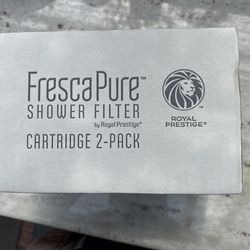 FrescaPure™
SHOWER FILTER
by Royal Prestige®
CARTRIDGE 2-PACK
ROYAL
PRESTIGE®